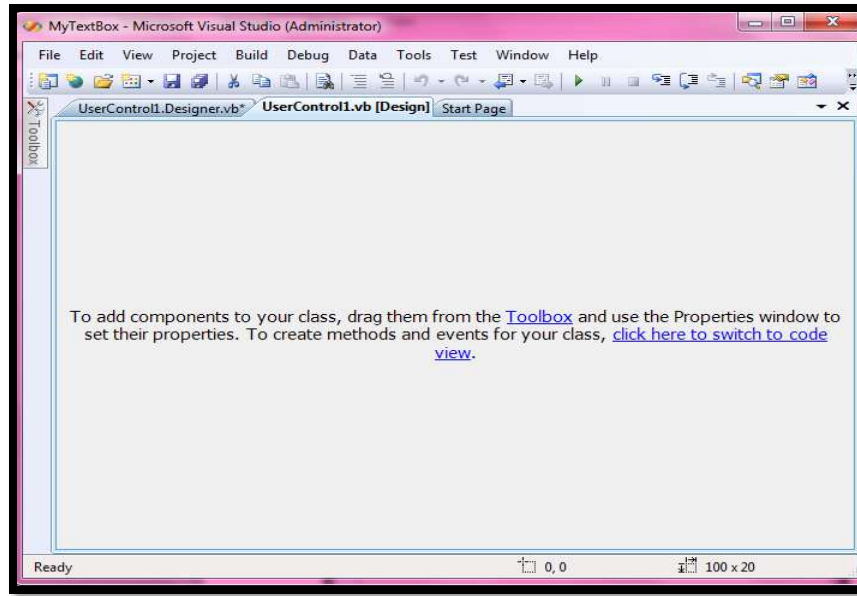 MyTextBox - Microsoft Visual Studio (Administrator)
File Edit View Project Build Debug Data Tools Test Window Help
UserControl1.Designer.vb* UserControl1.vb [Design] Start Page
Toolbox
To add components to your class, drag them from the Toolbox and use the Properties window to
set their properties. To create methods and events for your class, click here to switch to code
view.
Ready 0, 0 100 x 20